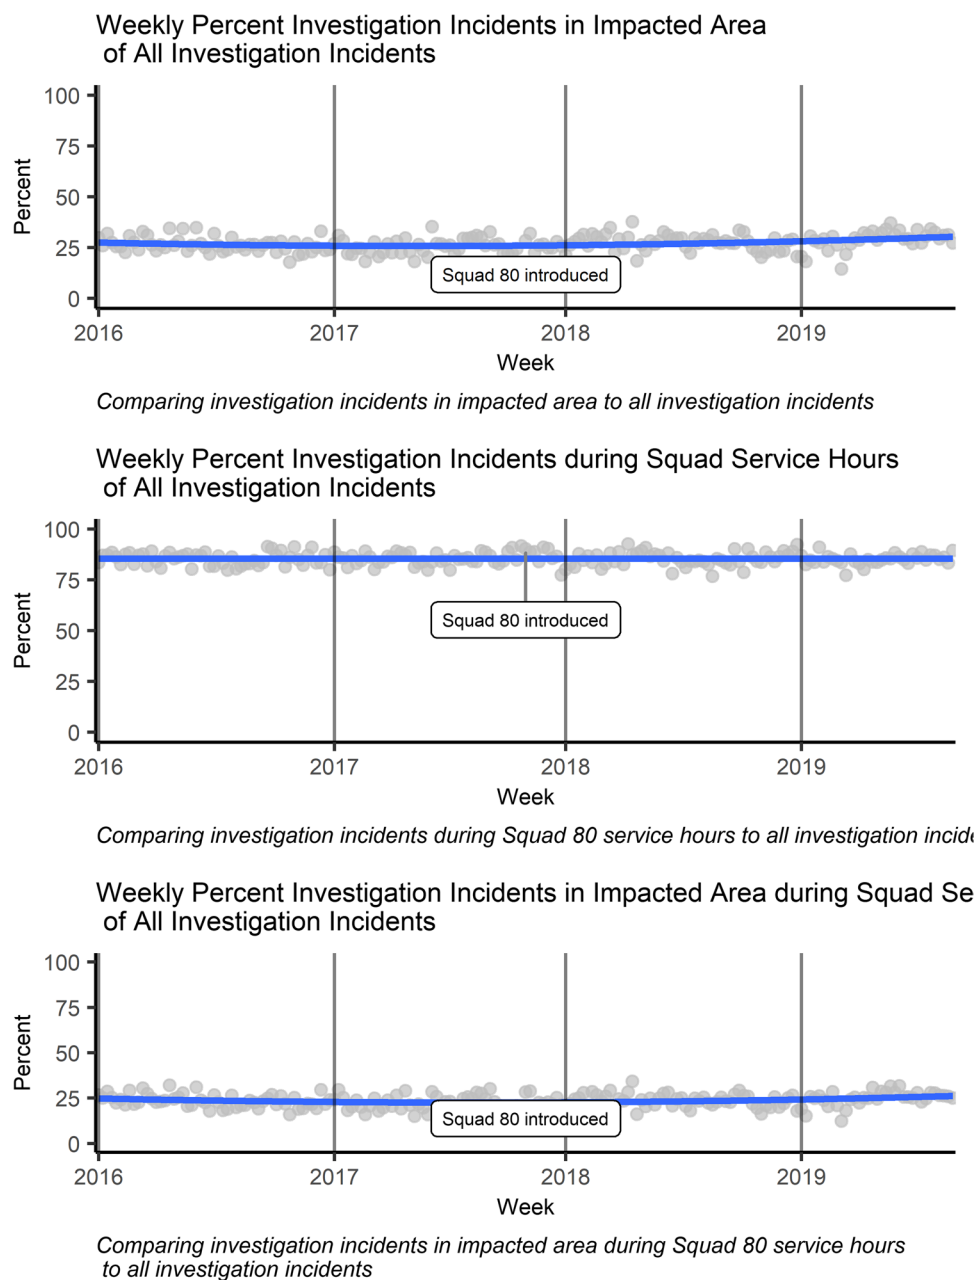 Weekly Percent Investigation Incidents in Impacted Area
of All Investigation Incidents
100
75
50
25
0
Percent
Squad 80 introduced
2016 2017 2018 2019
Week
Comparing investigation incidents in impacted area to all investigation incidents
Weekly Percent Investigation Incidents during Squad Service Hours
of All Investigation Incidents
100
75
50
25
0
Percent
Squad 80 introduced
2016 2017 2018 2019
Week
Comparing investigation incidents during Squad 80 service hours to all investigation incide
Weekly Percent Investigation Incidents in Impacted Area during Squad Se
of All Investigation Incidents
100
75
50
25
0
Percent
Squad 80 introduced
2016 2017 2018 2019
Week
Comparing investigation incidents in impacted area during Squad 80 service hours
to all investigation incidents